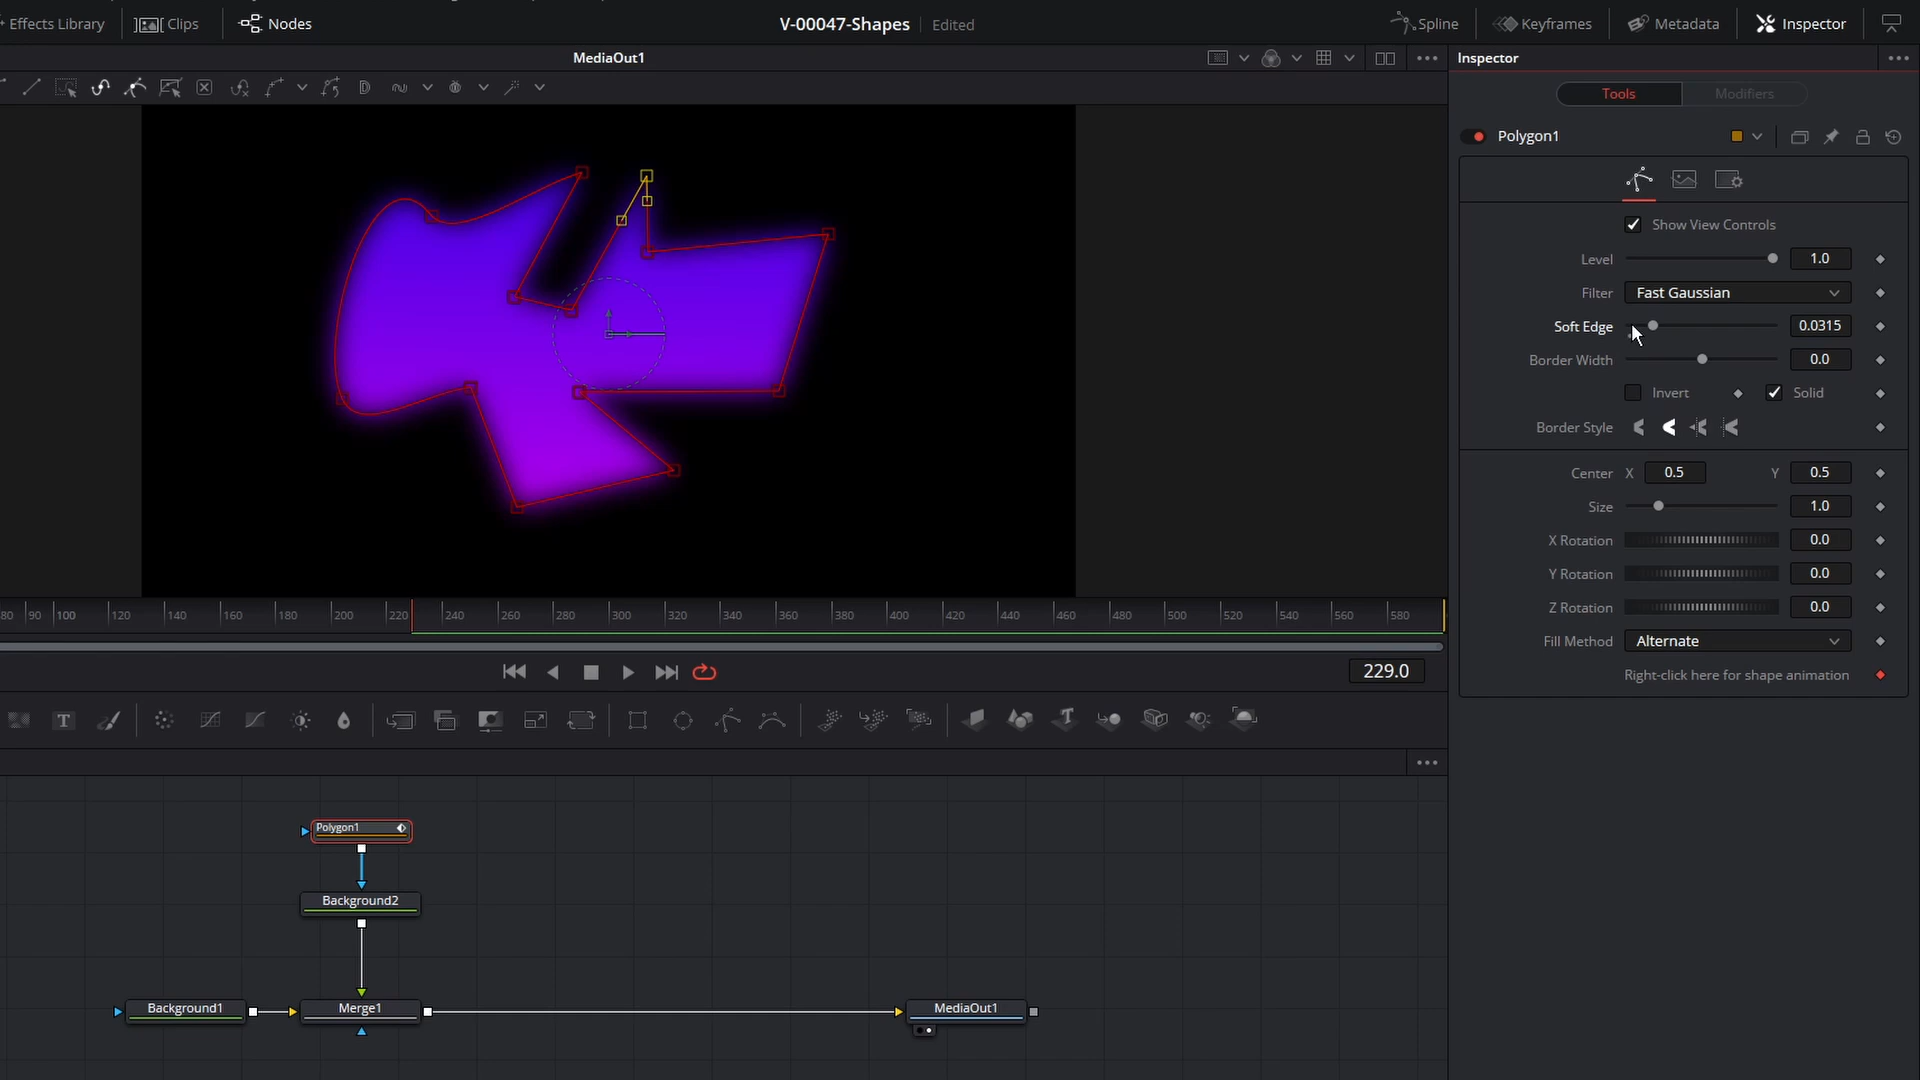 Effects Library Clips Nodes V-00047-Shapes Edited Spline Keyframes Metadata Inspector
MediaOut1
Inspector
Tools Modifiers
Polygon1
Show View Controls
Level 1.0
Filter Fast Gaussian
Soft Edge 0.0315
Border Width 0.0
Invert Solid
Border Style
Center X 0.5 Y 0.5
Size 1.0
X Rotation 0.0
Y Rotation 0.0
Z Rotation 0.0
Fill Method Alternate
Right-click here for shape animation
80 90 100 120 140 160 180 200 220 240 260 280 300 320 340 360 380 400 420 440 460 480 500 520 540 560 580
229.0
T
Polygon1
Background2
Background1 Merge1 MediaOut1